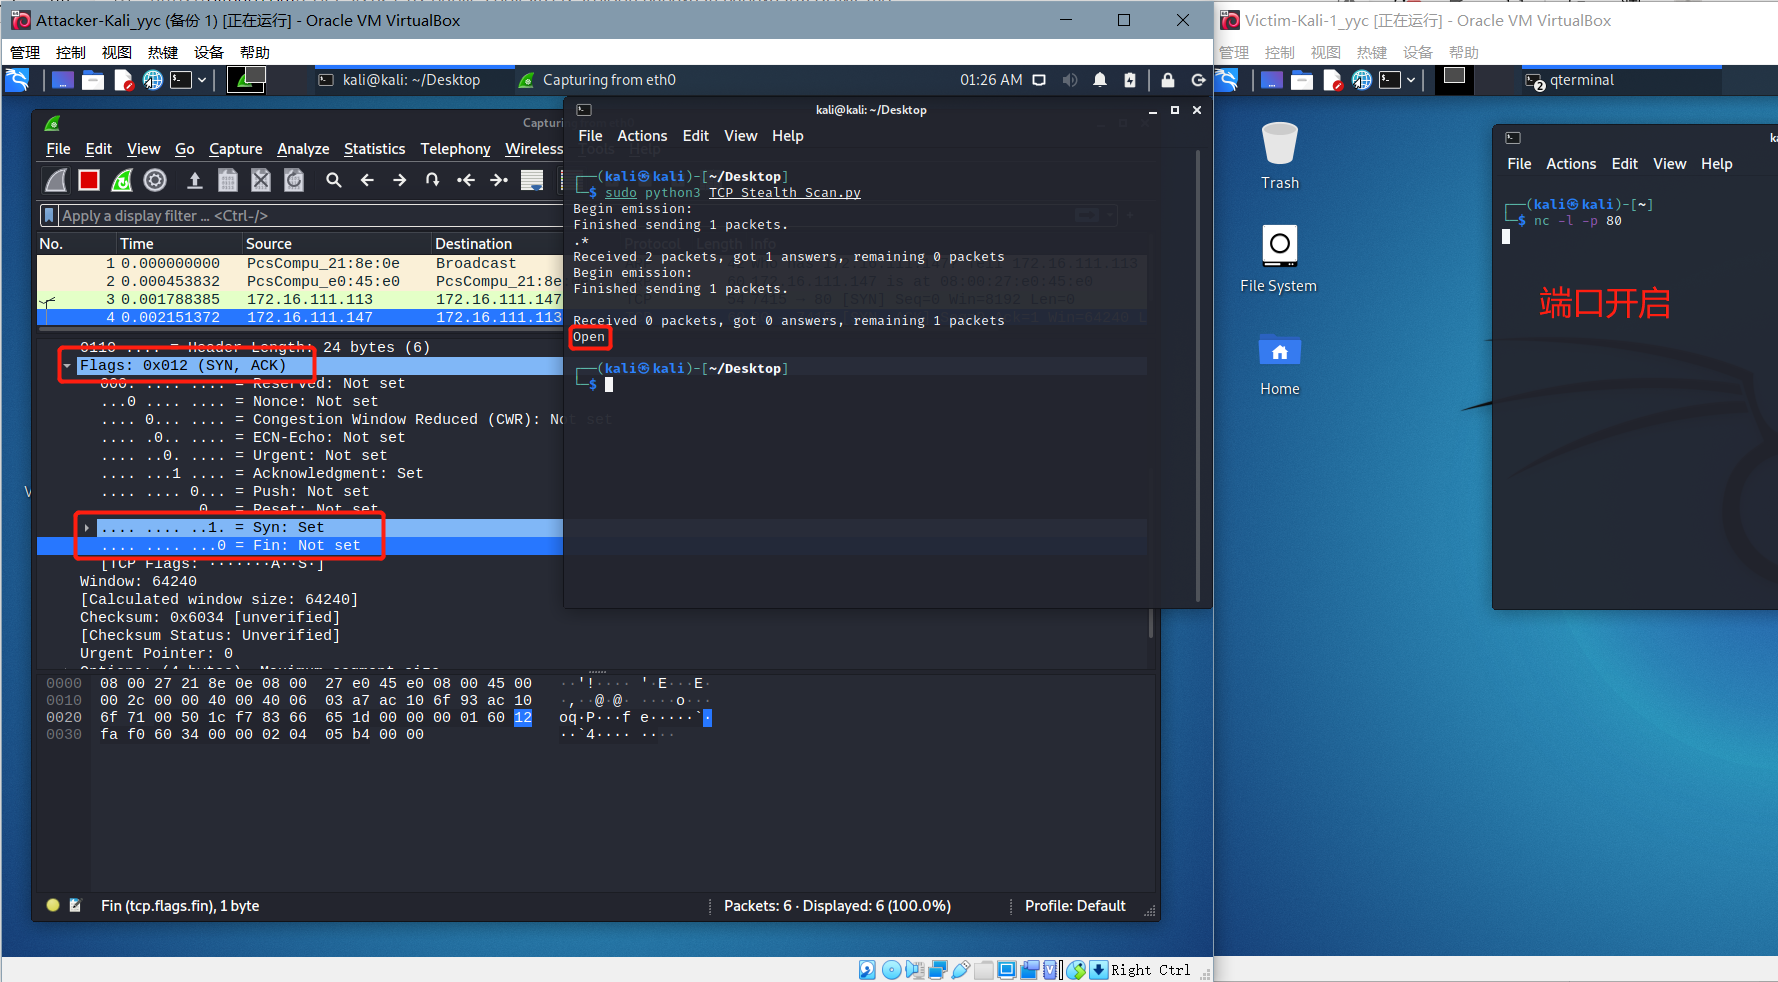 Attacker-Kali_yyc (备份 1) [正在运行] - Oracle VM VirtualBox
管理 控制 视图 热键 设备 帮助
kali@kali: ~/Desktop
Capturing from eth0
01:26 AM
File Edit View Go Capture Analyze Statistics Telephony Wireless Tools Help
Apply a display filter ... <Ctrl-/>
No. Time Source Destination Protocol Length Info
1 0.000000000 PcsCompu_21:8e:0e Broadcast
2 0.000453832 PcsCompu_e0:45:e0 PcsCompu_21:8e:
3 0.001788385 172.16.111.113 172.16.111.147
4 0.002151372 172.16.111.147 172.16.111.113
0110 .... = Header Length: 24 bytes (6)
Flags: 0x012 (SYN, ACK)
000. .... .... = Reserved: Not set
...0 .... .... = Nonce: Not set
.... 0... .... = Congestion Window Reduced (CWR): Not set
.... .0.. .... = ECN-Echo: Not set
.... ..0. .... = Urgent: Not set
.... ...1 .... = Acknowledgment: Set
.... .... 0... = Push: Not set
0.. = Reset: Not set
.... .... ..1. = Syn: Set
.... .... ...0 = Fin: Not set
[TCP Flags: ·······A··S·]
Window: 64240
[Calculated window size: 64240]
Checksum: 0x6034 [unverified]
[Checksum Status: Unverified]
Urgent Pointer: 0
Options: (4 bytes), Maximum segment size
0000 08 00 27 21 8e 0e 08 00 27 e0 45 e0 08 00 45 00 ··'!···· '·E···E·
0010 00 2c 00 00 40 00 40 06 03 a7 ac 10 6f 93 ac 10 ·,··@·@· ····o···
0020 6f 71 00 50 1c f7 83 66 65 1d 00 00 00 01 60 12 oq·P···f e·····`·
0030 fa f0 60 34 00 00 02 04 05 b4 00 00 ··`4···· ····
Fin (tcp.flags.fin), 1 byte
Packets: 6 · Displayed: 6 (100.0%)
Profile: Default
kali@kali: ~/Desktop
File Actions Edit View Help
┌──(kali㉿kali)-[~/Desktop]
└─$ sudo python3 TCP_Stealth_Scan.py
Begin emission:
Finished sending 1 packets.
.*
Received 2 packets, got 1 answers, remaining 0 packets
Begin emission:
Finished sending 1 packets.
Received 0 packets, got 0 answers, remaining 1 packets
Open
┌──(kali㉿kali)-[~/Desktop]
└─$
Right Ctrl
Victim-Kali-1_yyc [正在运行] - Oracle VM VirtualBox
管理 控制 视图 热键 设备 帮助
qterminal
Trash
File System
Home
File Actions Edit View Help
┌──(kali㉿kali)-[~]
└─$ nc -l -p 80
端口开启